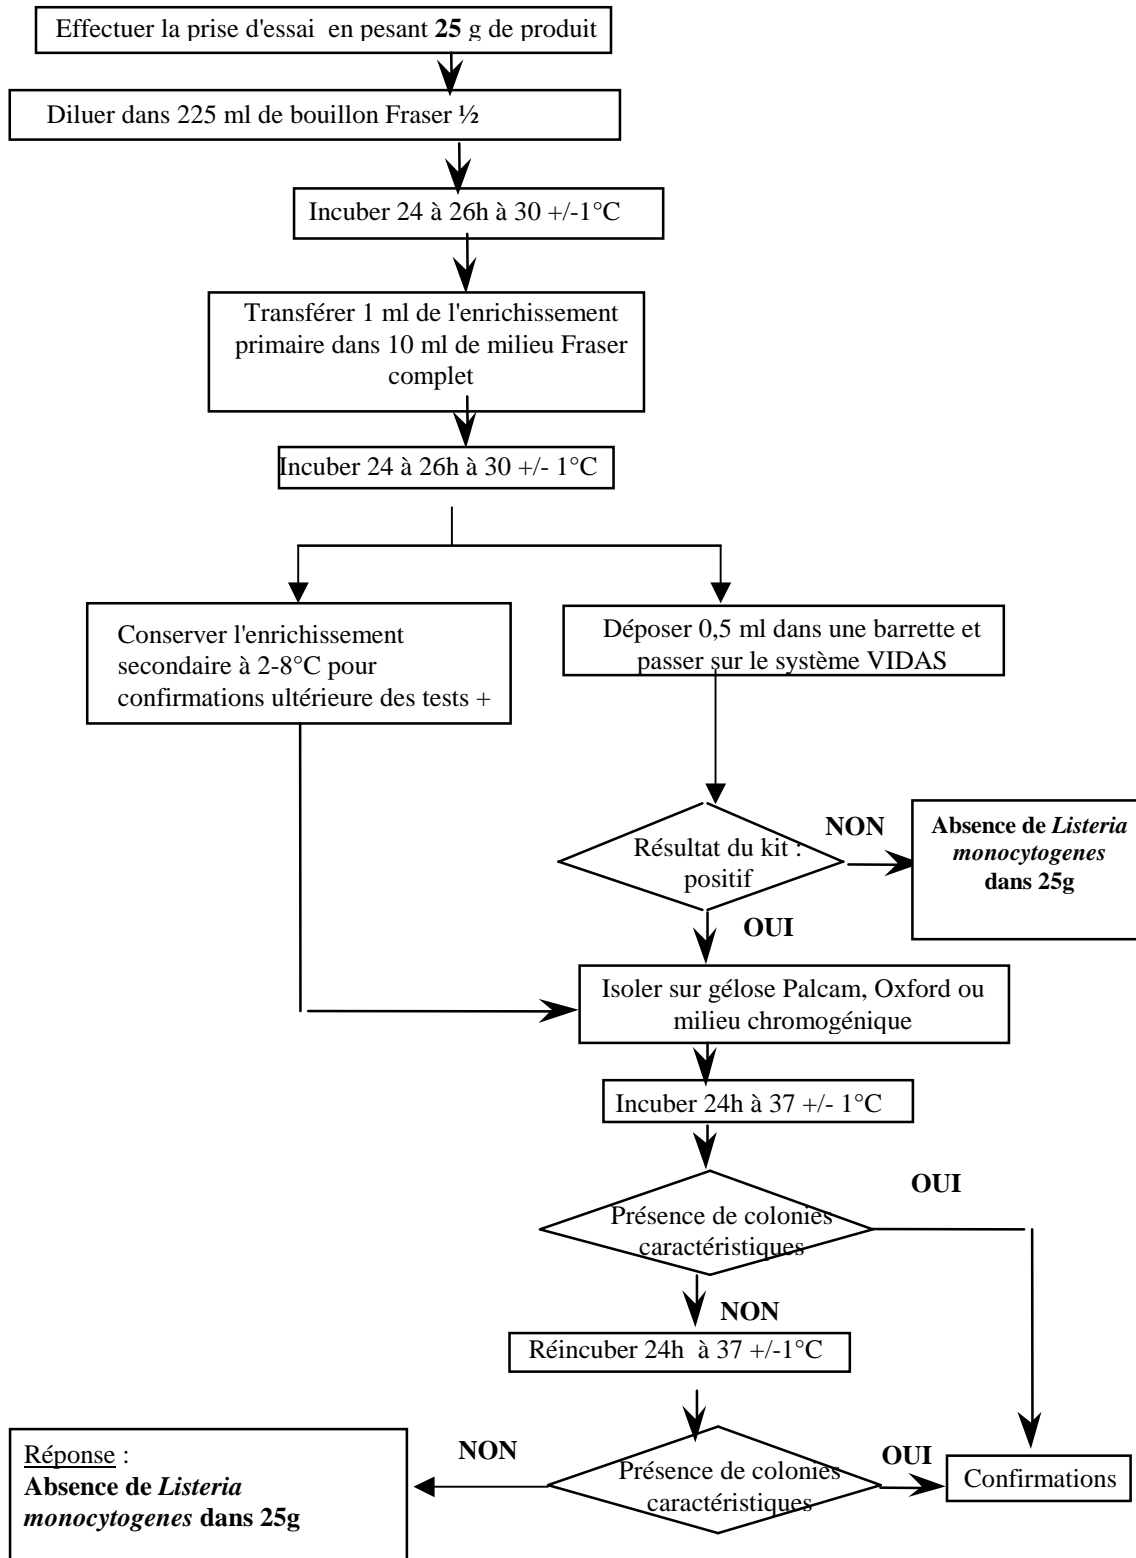 Effectuer la prise d'essai en pesant 25 g de produit
Diluer dans 225 ml de bouillon Fraser ½
Incuber 24 à 26h à 30 +/-1°C
Transférer 1 ml de l'enrichissement
primaire dans 10 ml de milieu Fraser
complet
Incuber 24 à 26h à 30 +/- 1°C
Conserver l'enrichissement
secondaire à 2-8°C pour
confirmations ultérieure des tests +
Déposer 0,5 ml dans une barrette et
passer sur le système VIDAS
Résultat du kit :
positif
NON
Absence de Listeria
monocytogenes
dans 25g
OUI
Isoler sur gélose Palcam, Oxford ou
milieu chromogénique
Incuber 24h à 37 +/- 1°C
Présence de colonies
caractéristiques
OUI
NON
Réincuber 24h à 37 +/-1°C
Présence de colonies
caractéristiques
NON
Réponse :
Absence de Listeria
monocytogenes dans 25g
OUI
Confirmations